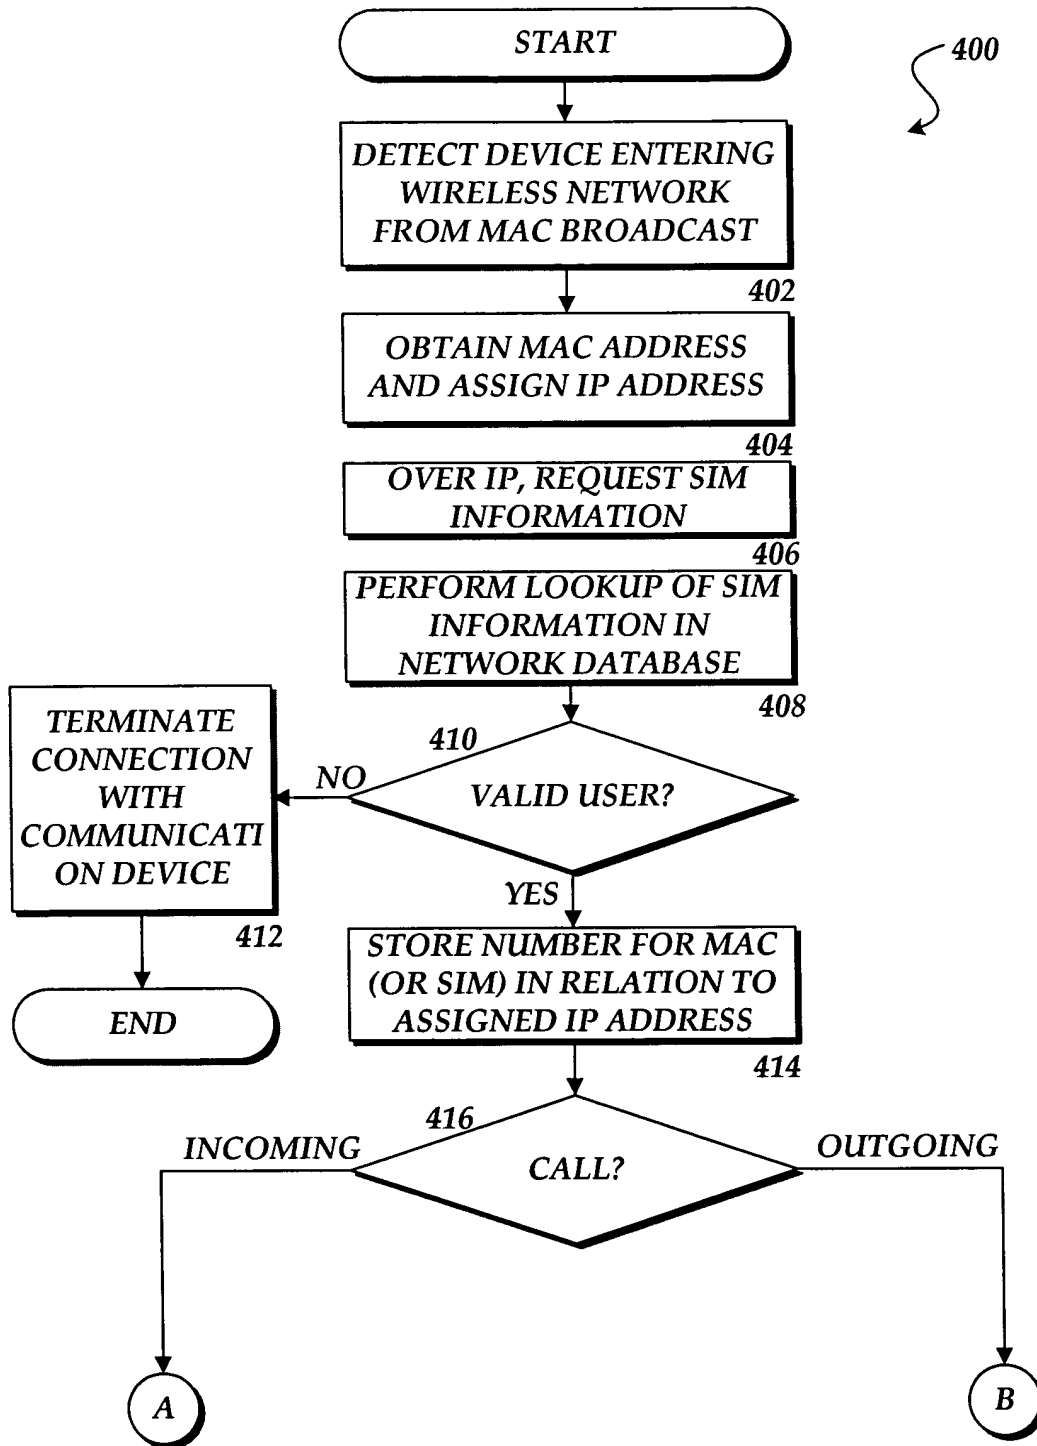 START
400
DETECT DEVICE ENTERING
WIRELESS NETWORK
FROM MAC BROADCAST
402
OBTAIN MAC ADDRESS
AND ASSIGN IP ADDRESS
404
OVER IP, REQUEST SIM
INFORMATION
406
PERFORM LOOKUP OF SIM
INFORMATION IN
NETWORK DATABASE
408
410
VALID USER?
NO
TERMINATE
CONNECTION
WITH
COMMUNICATI
ON DEVICE
412
END
YES
STORE NUMBER FOR MAC
(OR SIM) IN RELATION TO
ASSIGNED IP ADDRESS
414
416
CALL?
INCOMING
OUTGOING
A
B